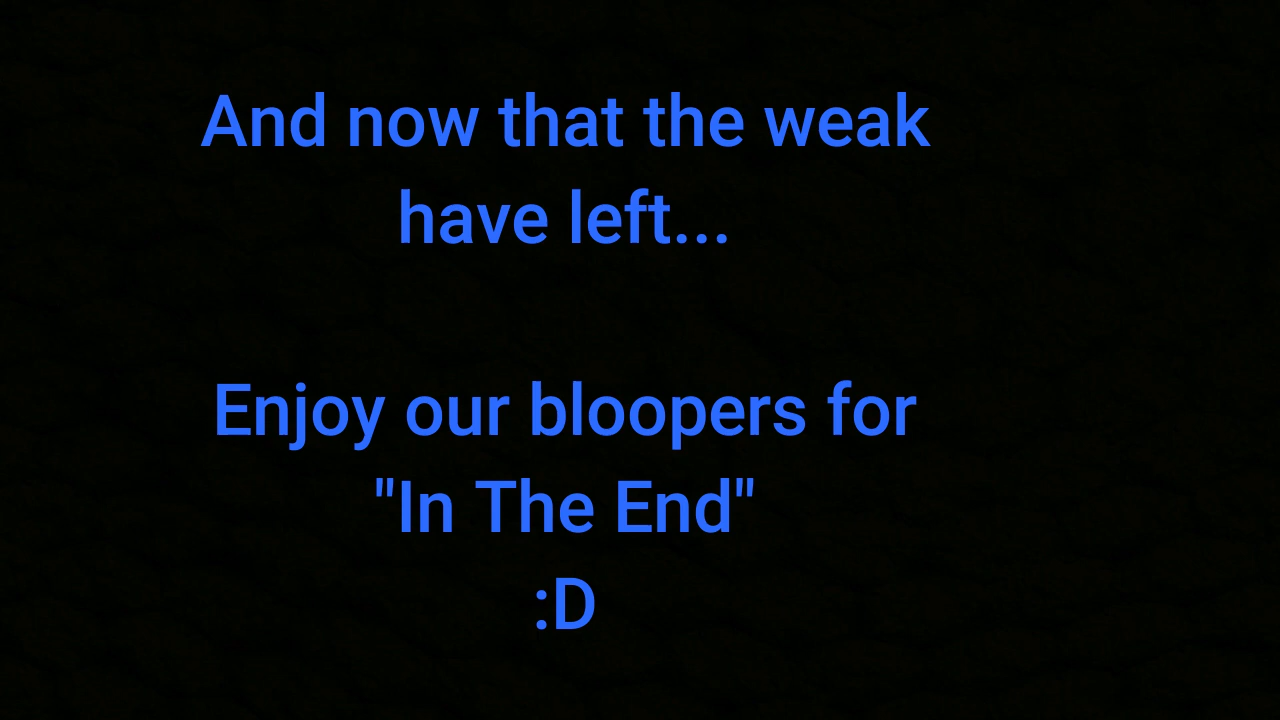 And now that the weak
have left...
Enjoy our bloopers for
"In The End"
:D